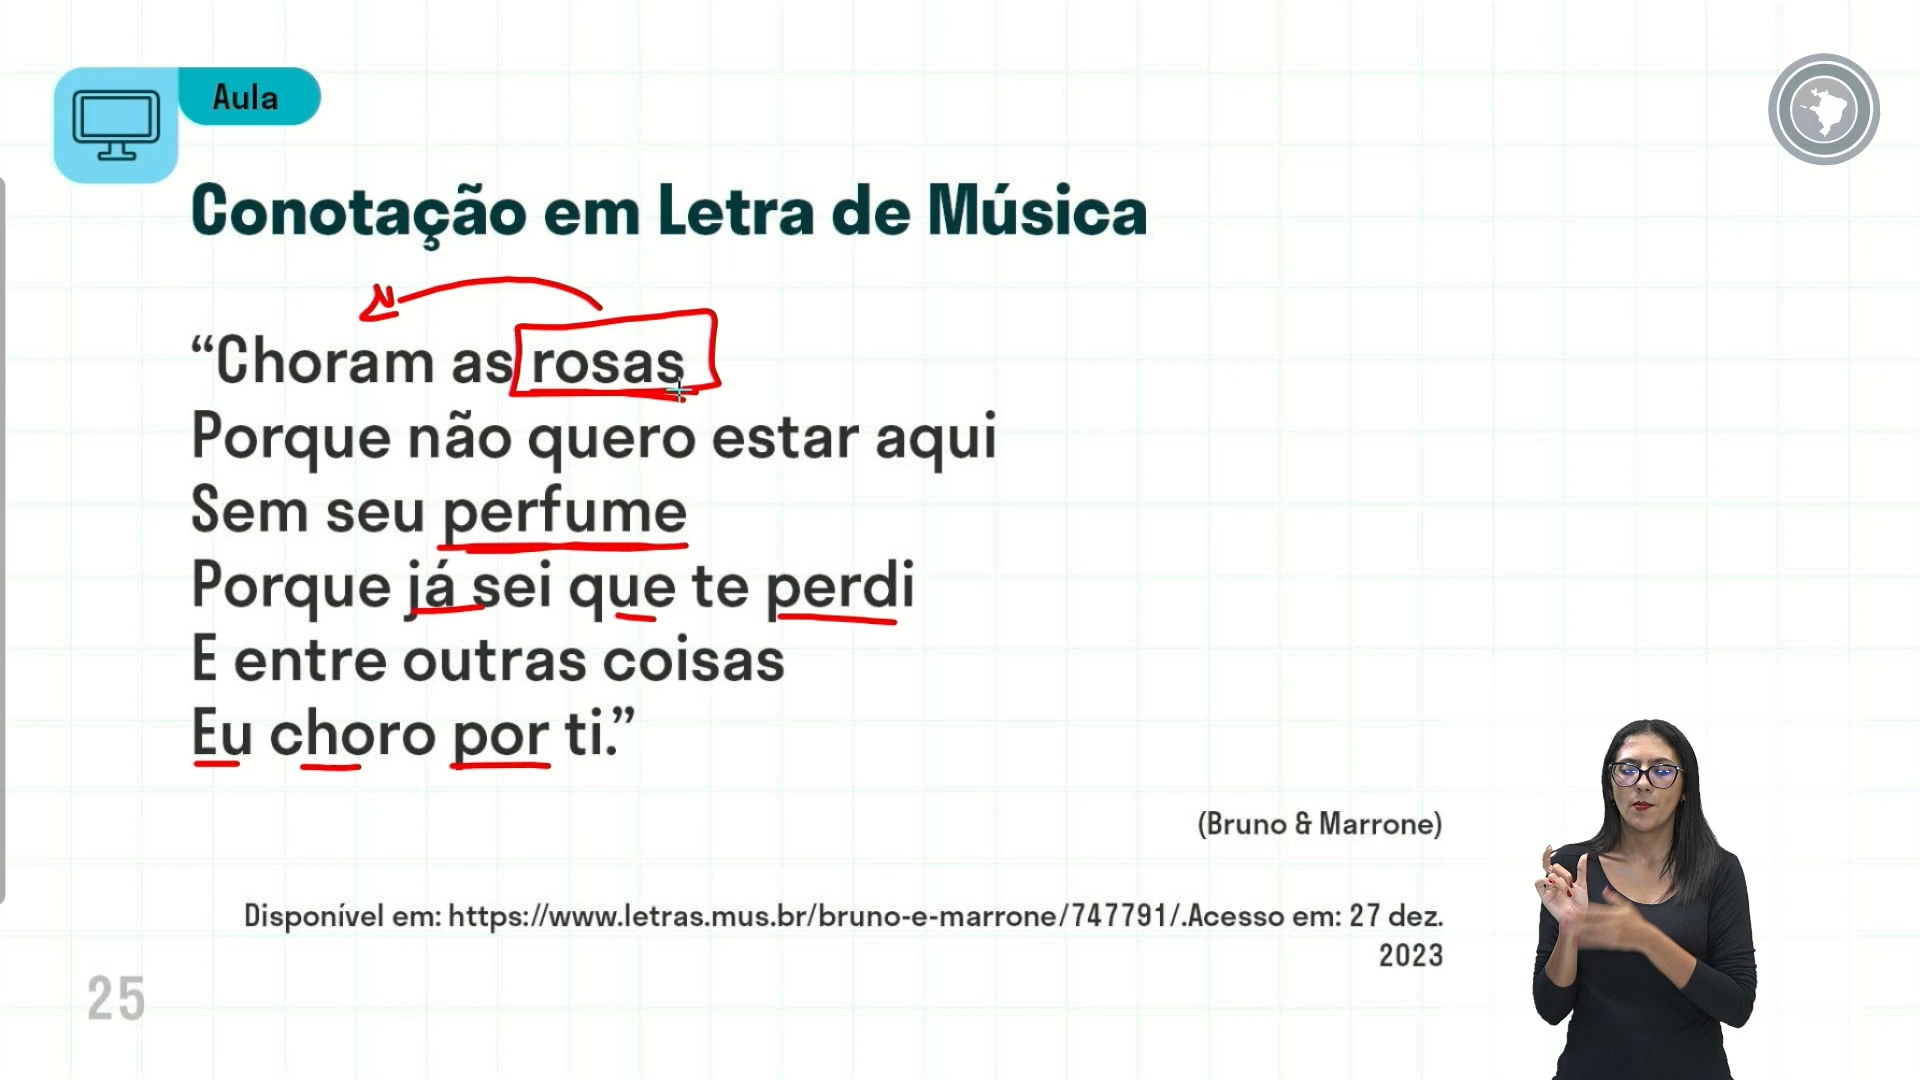 Aula
Conotação em Letra de Música
“Choram as rosas
Porque não quero estar aqui
Sem seu perfume
Porque já sei que te perdi
E entre outras coisas
Eu choro por ti.”
(Bruno & Marrone)
Disponível em: https://www.letras.mus.br/bruno-e-marrone/747791/.Acesso em: 27 dez.
2023
25